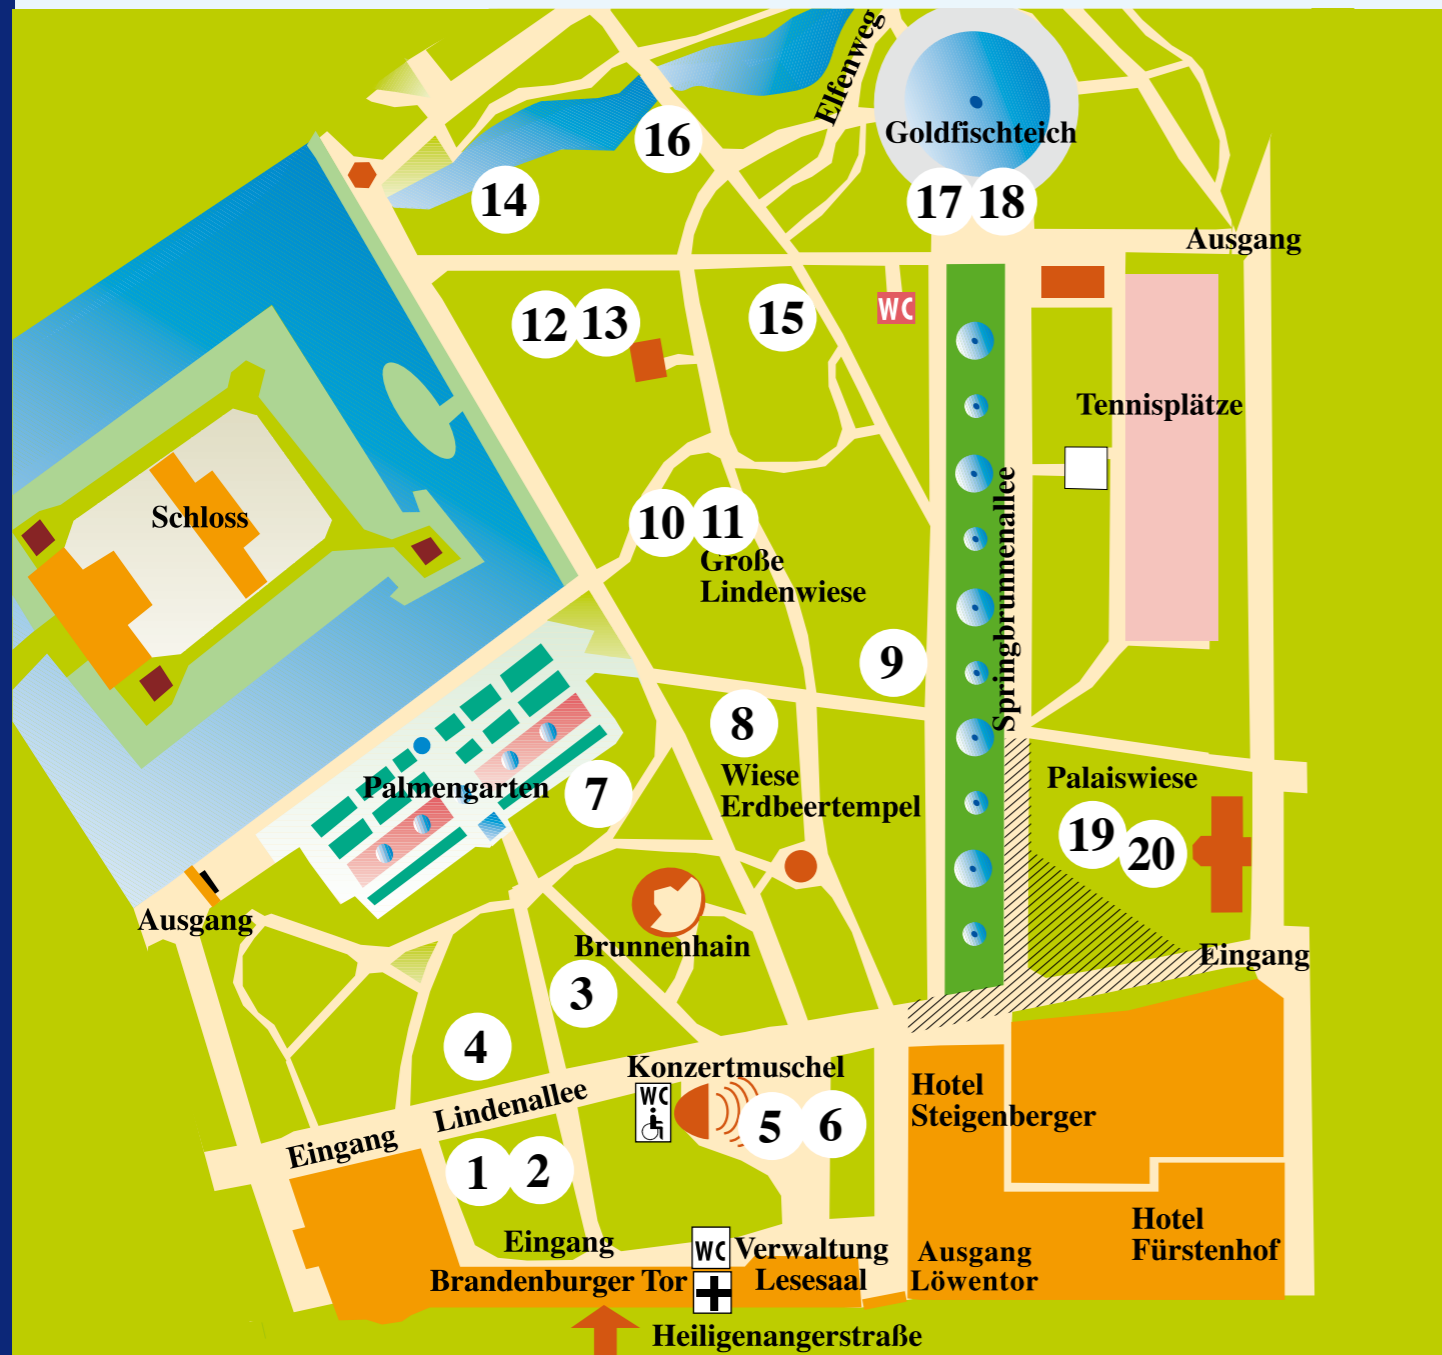 Elfenweg
Goldfischteich
16
14
17
18
Ausgang
WC
12
13
15
Tennisplätze
Schloss
10
11
Große
Lindenwiese
Springbrunnenallee
9
8
Wiese
Erdbeertempel
Palaiswiese
Palmengarten
7
19
20
Ausgang
Brunnenhain
Eingang
3
4
Konzertmuschel
WC
Lindenallee
5
6
Hotel
Steigenberger
Eingang
1
2
Eingang
WC
Verwaltung
Lesesaal
Brandenburger Tor
Ausgang
Löwentor
Hotel
Fürstenhof
Heiligenangerstraße